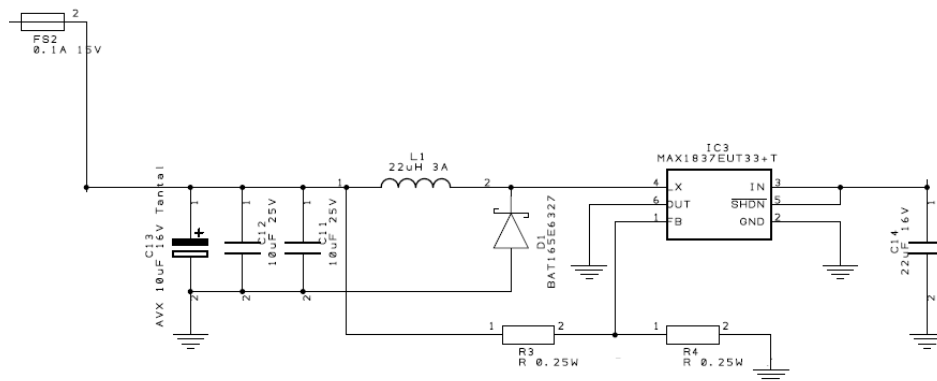 2
FS2
0.1A 15V
IC3
MAX1837EUT33+T
L1
22uH 3A
1
2
4 LX IN 3
6 OUT SHDN 5
1 FB GND 2
1
1
1
1
C13
AVX 10uF 16V Tantal
+
C12
10uF 25V
C11
10uF 25V
D1
BAT165E6327
C14
22uF 16V
2
2
2
2
1 2
R3
R 0.25W
1 2
R4
R 0.25W